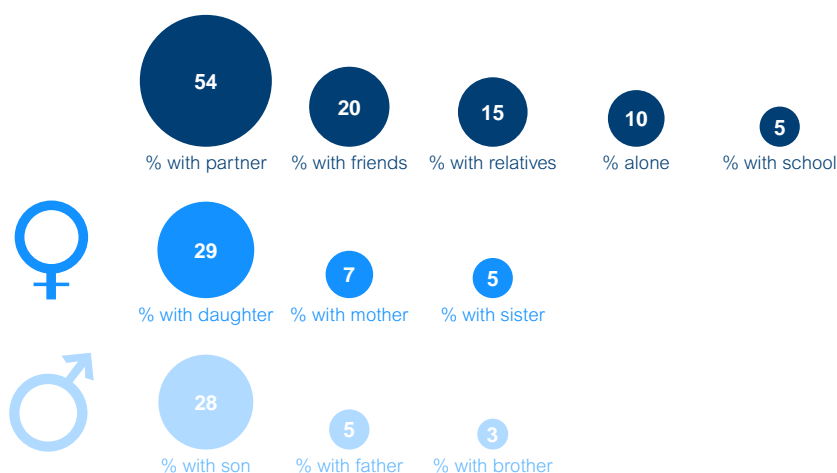 54 20 15 10 5
% with partner % with friends % with relatives % alone % with school
29 7 5
% with daughter % with mother % with sister
28 5 3
% with son % with father % with brother